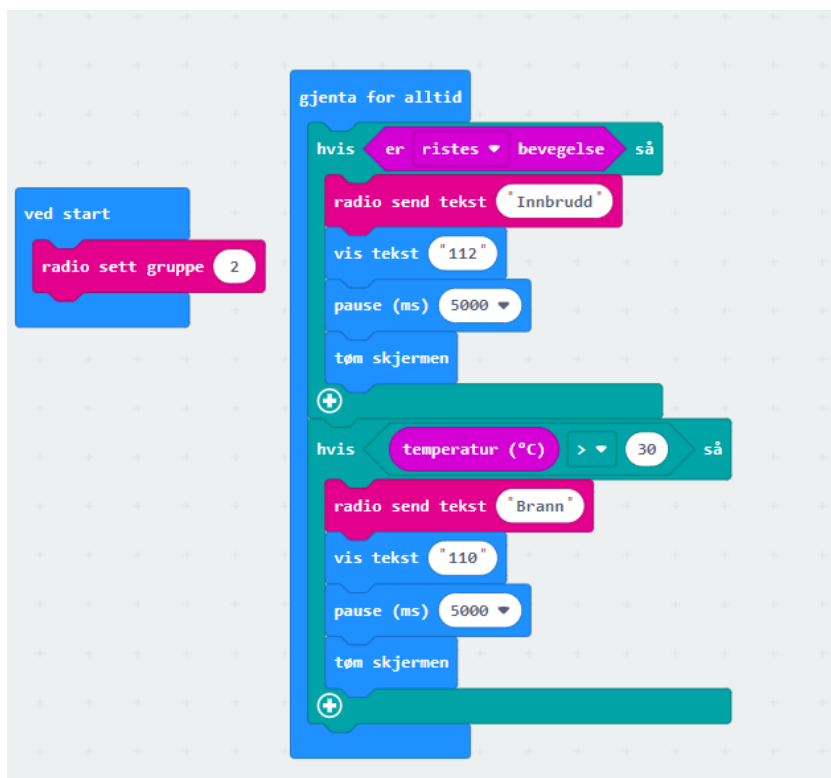 ved start
radio sett gruppe 2
gjenta for alltid
hvis er ristes bevegelse så
radio send tekst "Innbrudd"
vis tekst "112"
pause (ms) 5000
tøm skjermen
hvis temperatur (°C) > 30 så
radio send tekst "Brann"
vis tekst "110"
pause (ms) 5000
tøm skjermen